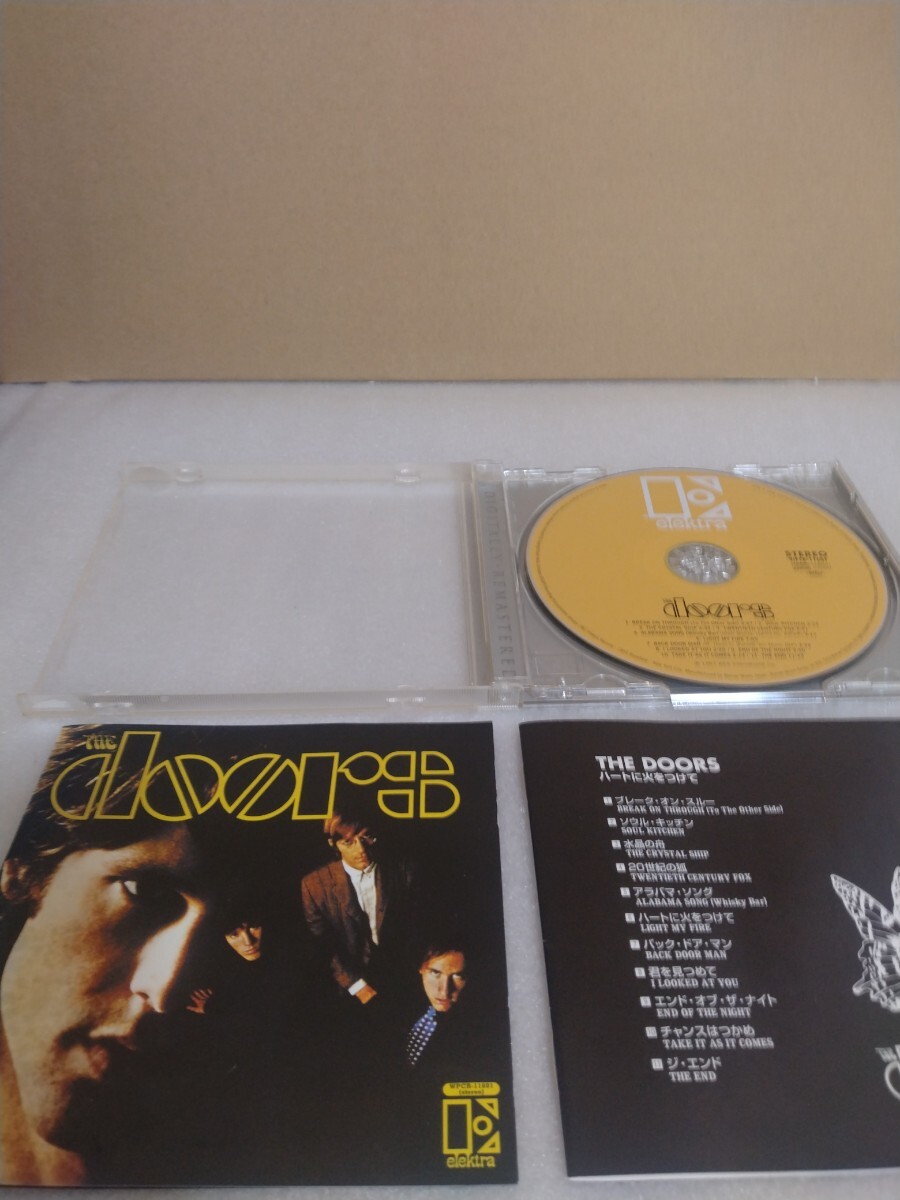 DIGITALLY REMASTERED
elektra
STEREO
THE doors
THE doors
WPCR-11991
(stereo)
elektra
THE DOORS
ハートに火をつけて
1 ブレーク・オン・スルー
BREAK ON THROUGH (To The Other Side)
2 ソウル・キッチン
SOUL KITCHEN
3 水晶の舟
THE CRYSTAL SHIP
4 20世紀の狐
TWENTIETH CENTURY FOX
5 アラバマ・ソング
ALABAMA SONG (Whisky Bar)
6 ハートに火をつけて
LIGHT MY FIRE
7 バック・ドア・マン
BACK DOOR MAN
8 君を見つめて
I LOOKED AT YOU
9 エンド・オブ・ザ・ナイト
END OF THE NIGHT
10 チャンスはつかめ
TAKE IT AS IT COMES
11 ジ・エンド
THE END